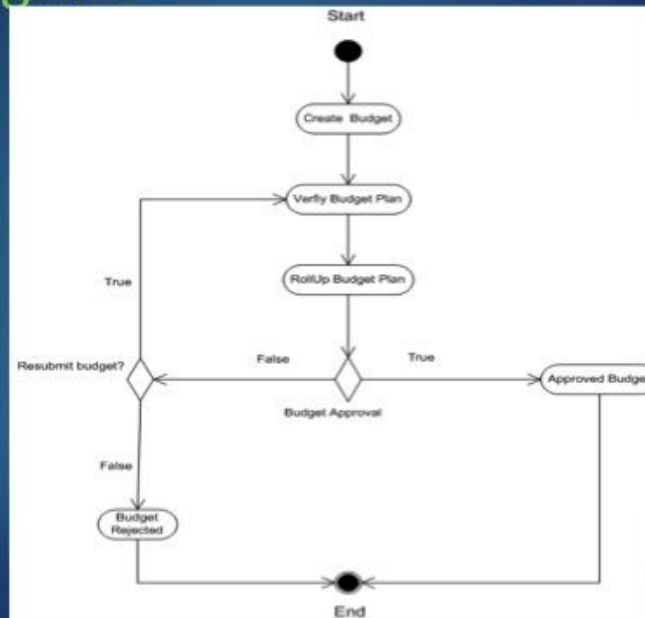 Start
Create Budget
Verfiy Budget Plan
RollUp Budget Plan
True
Resubmit budget?
False
True
Approved Budge
Budget Approval
False
Budget
Rejected
End